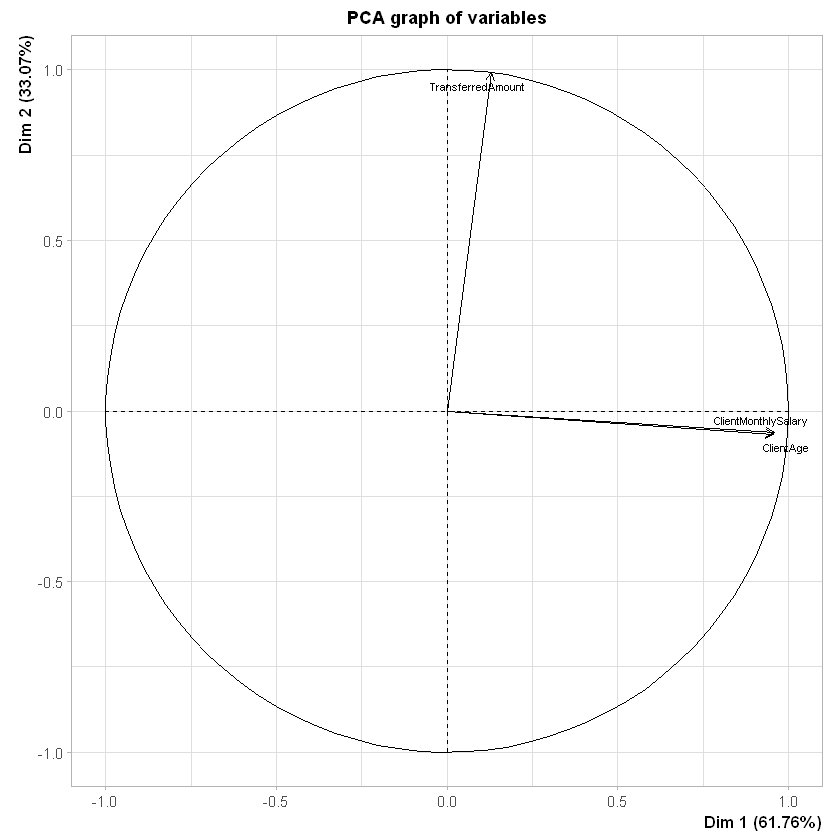 PCA graph of variables
Dim 2 (33.07%)
1.0
0.5
0.0
-0.5
-1.0
TransferredAmount
ClientMonthlySalary
ClientAge
-1.0
-0.5
0.0
0.5
1.0
Dim 1 (61.76%)